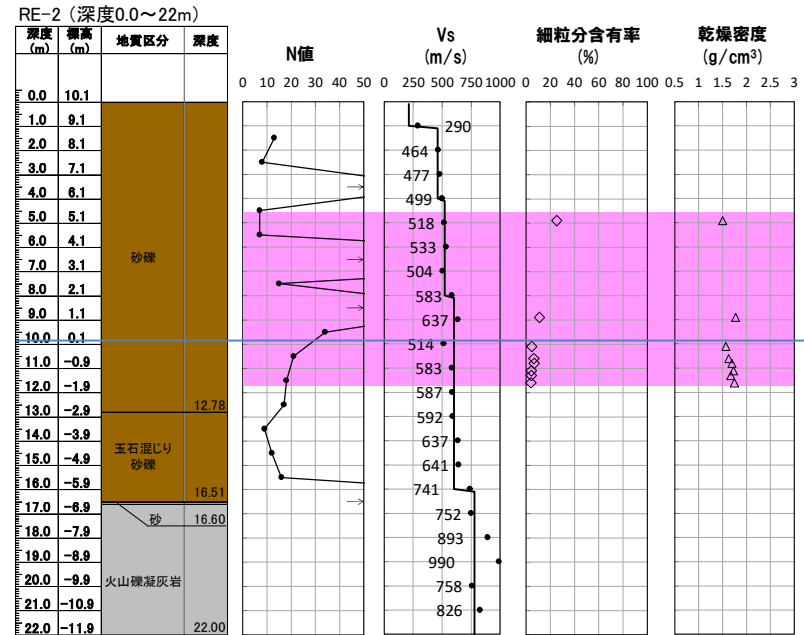 RE-2 (深度0.0～22m)
深度 標高 地質区分 深度
(m) (m)
N値
Vs
(m/s)
細粒分含有率
(%)
乾燥密度
(g/cm³)
0 10 20 30 40 50
0 250 500 750 1000
0 20 40 60 80 100
0.5 1 1.5 2 2.5 3
0.0 10.1
1.0 9.1
2.0 8.1
3.0 7.1
4.0 6.1
5.0 5.1
6.0 4.1
7.0 3.1
8.0 2.1
9.0 1.1
10.0 0.1
11.0 -0.9
12.0 -1.9
13.0 -2.9
14.0 -3.9
15.0 -4.9
16.0 -5.9
17.0 -6.9
18.0 -7.9
19.0 -8.9
20.0 -9.9
21.0 -10.9
22.0 -11.9
砂礫
12.78
玉石混じり
砂礫
16.51
砂 16.60
火山礫凝灰岩
22.00
290
464
477
499
518
533
504
583
637
514
583
587
592
637
641
741
752
893
990
758
826